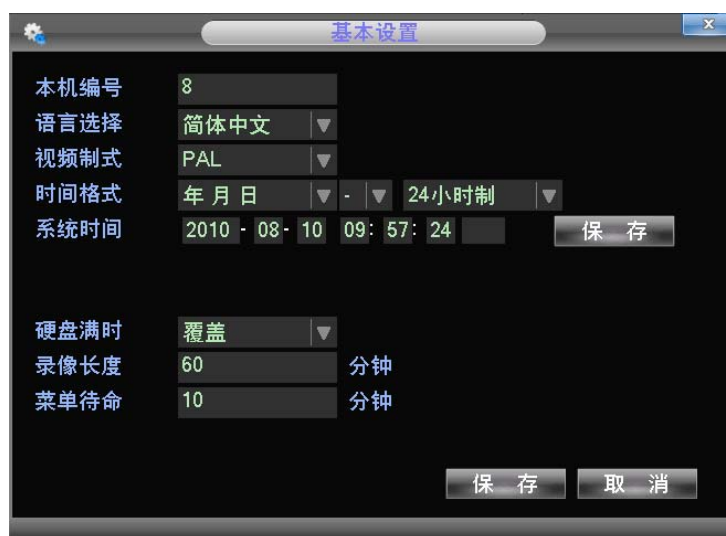 基本设置
本机编号 8
语言选择 简体中文
视频制式 PAL
时间格式 年月日 - 24小时制
系统时间 2010 - 08 - 10 09: 57: 24 保 存
硬盘满时 覆盖
录像长度 60 分钟
菜单待命 10 分钟
保 存 取 消